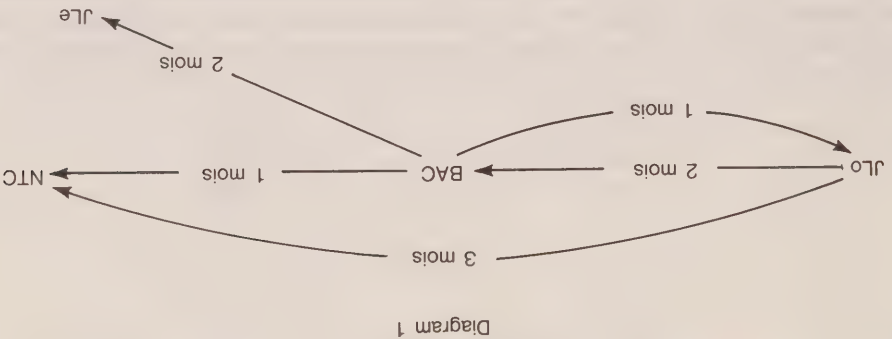 Diagram 1
3 mois
NTC 1 mois BAC 2 mois JLo
1 mois
2 mois
JLe